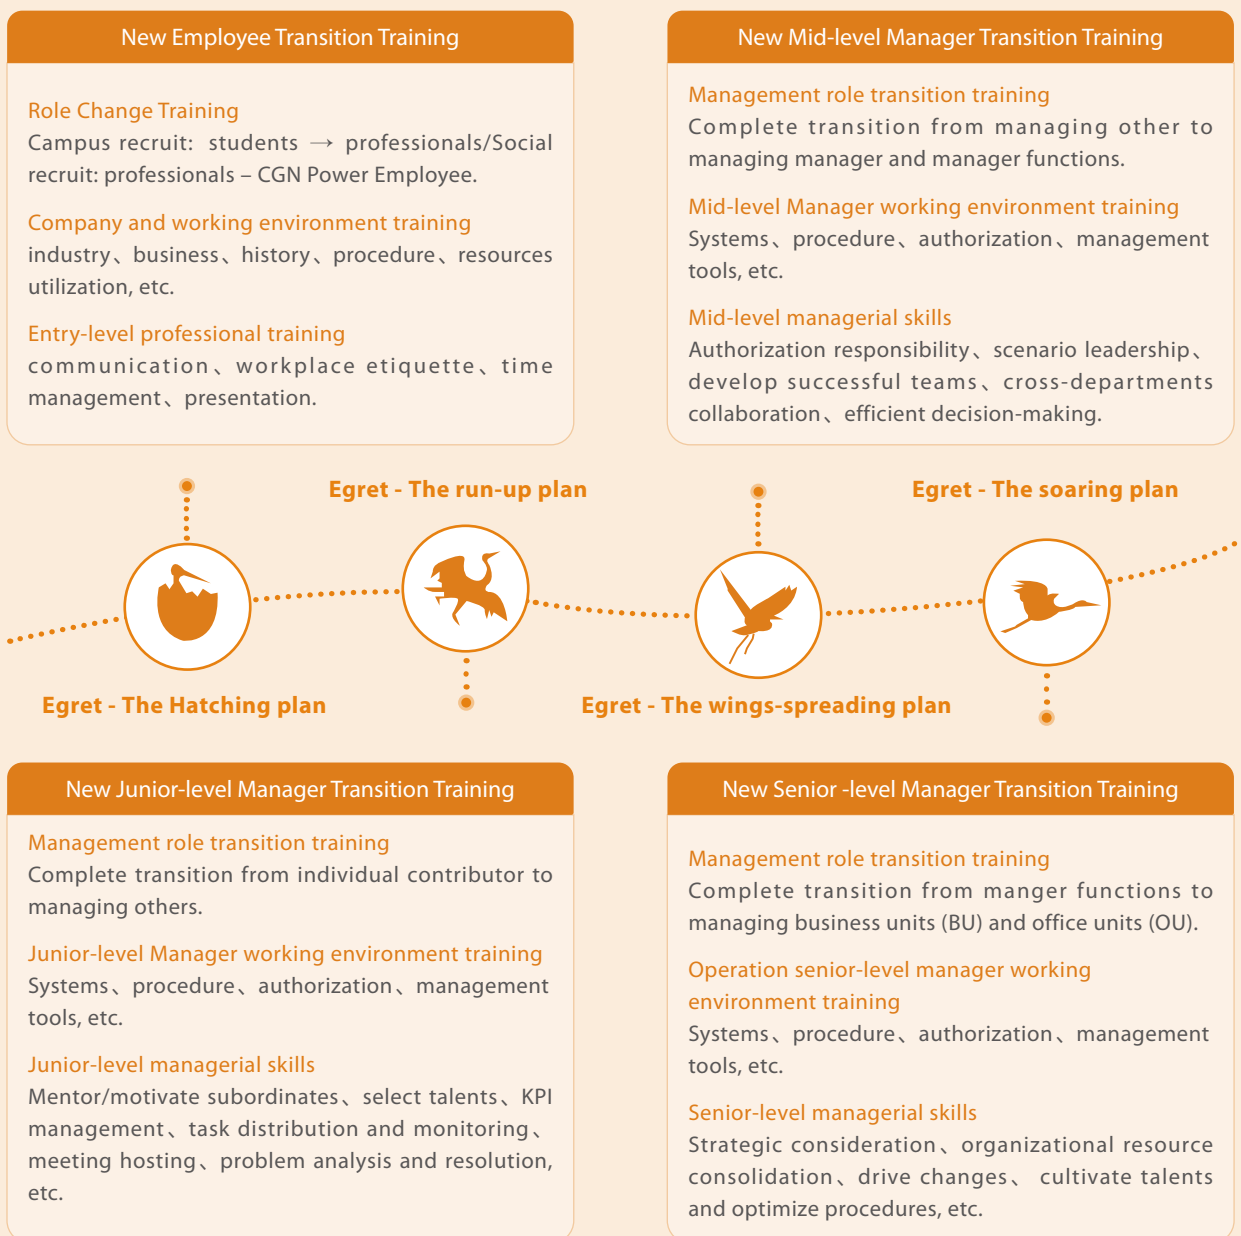 New Employee Transition Training
Role Change Training
Campus recruit: students → professionals/Social
recruit: professionals – CGN Power Employee.
Company and working environment training
industry、business、history、procedure、resources
utilization, etc.
Entry-level professional training
communication、workplace etiquette、time
management、presentation.
New Mid-level Manager Transition Training
Management role transition training
Complete transition from managing other to
managing manager and manager functions.
Mid-level Manager working environment training
Systems、procedure、authorization、management
tools, etc.
Mid-level managerial skills
Authorization responsibility、scenario leadership、
develop successful teams、cross-departments
collaboration、efficient decision-making.
Egret - The run-up plan
Egret - The soaring plan
Egret - The Hatching plan
Egret - The wings-spreading plan
New Junior-level Manager Transition Training
Management role transition training
Complete transition from individual contributor to
managing others.
Junior-level Manager working environment training
Systems、procedure、authorization、management
tools, etc.
Junior-level managerial skills
Mentor/motivate subordinates、select talents、KPI
management、task distribution and monitoring、
meeting hosting、problem analysis and resolution,
etc.
New Senior -level Manager Transition Training
Management role transition training
Complete transition from manger functions to
managing business units (BU) and office units (OU).
Operation senior-level manager working
environment training
Systems、procedure、authorization、management
tools, etc.
Senior-level managerial skills
Strategic consideration、organizational resource
consolidation、drive changes、 cultivate talents
and optimize procedures, etc.